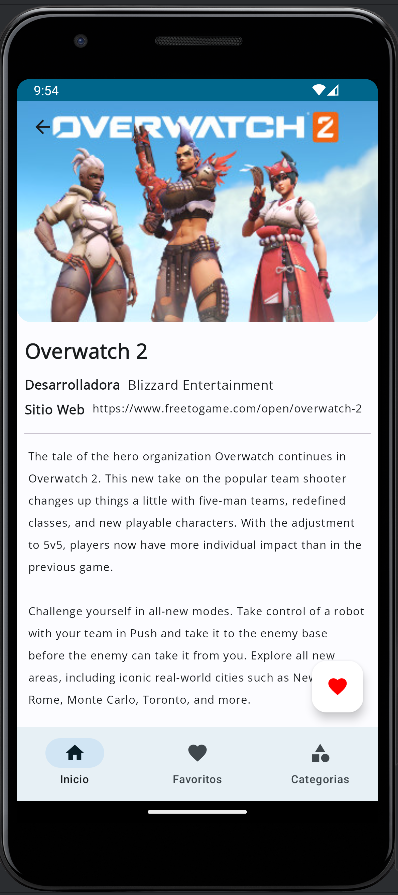 9:54
OVERWATCH 2
Overwatch 2
Desarrolladora Blizzard Entertainment
Sitio Web https://www.freetogame.com/open/overwatch-2
The tale of the hero organization Overwatch continues in
Overwatch 2. This new take on the popular team shooter
changes up things a little with five-man teams, redefined
classes, and new playable characters. With the adjustment
to 5v5, players now have more individual impact than in the
previous game.
Challenge yourself in all-new modes. Take control of a robot
with your team in Push and take it to the enemy base
before the enemy can take it from you. Explore all new
areas, including iconic real-world cities such as
Rome, Monte Carlo, Toronto, and more.
Inicio Favoritos Categorias